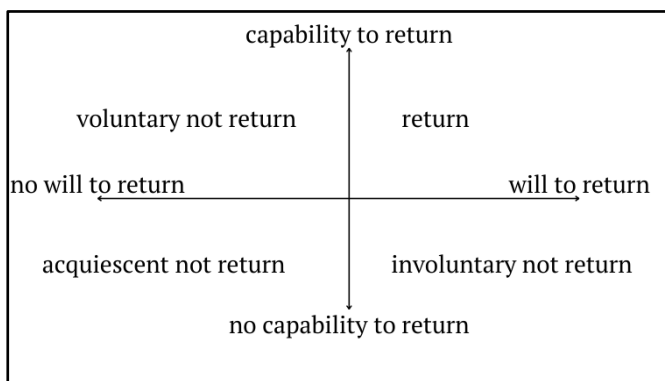 capability to return
voluntary not return
return
no will to return
will to return
acquiescent not return
involuntary not return
no capability to return